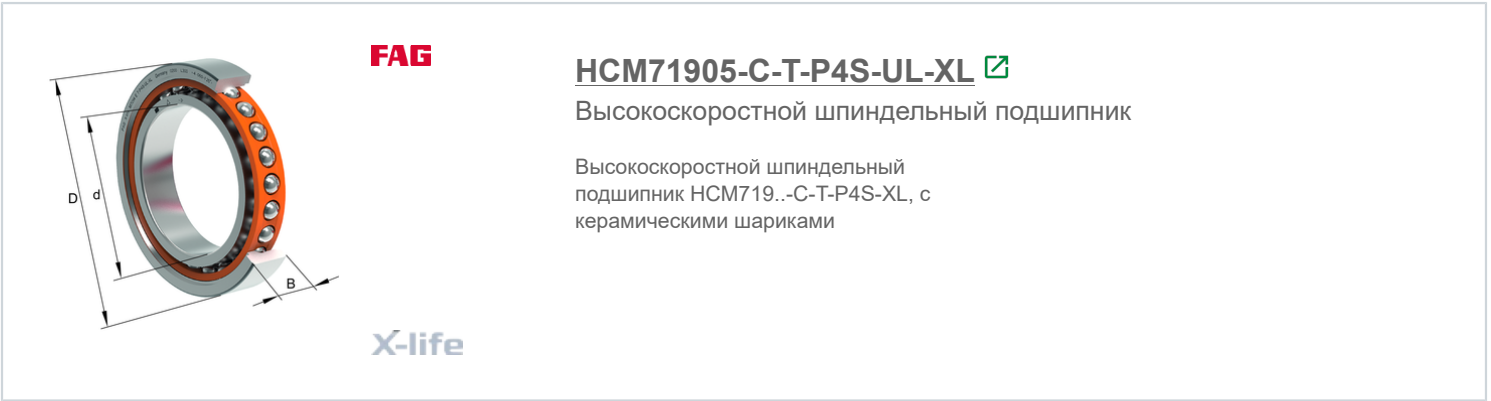 FAG
HCM71905-C-T-P4S-UL-XL
Высокоскоростной шпиндельный подшипник
Высокоскоростной шпиндельный
подшипник HCM719..-C-T-P4S-XL, с
керамическими шариками
D
d
B
X-life